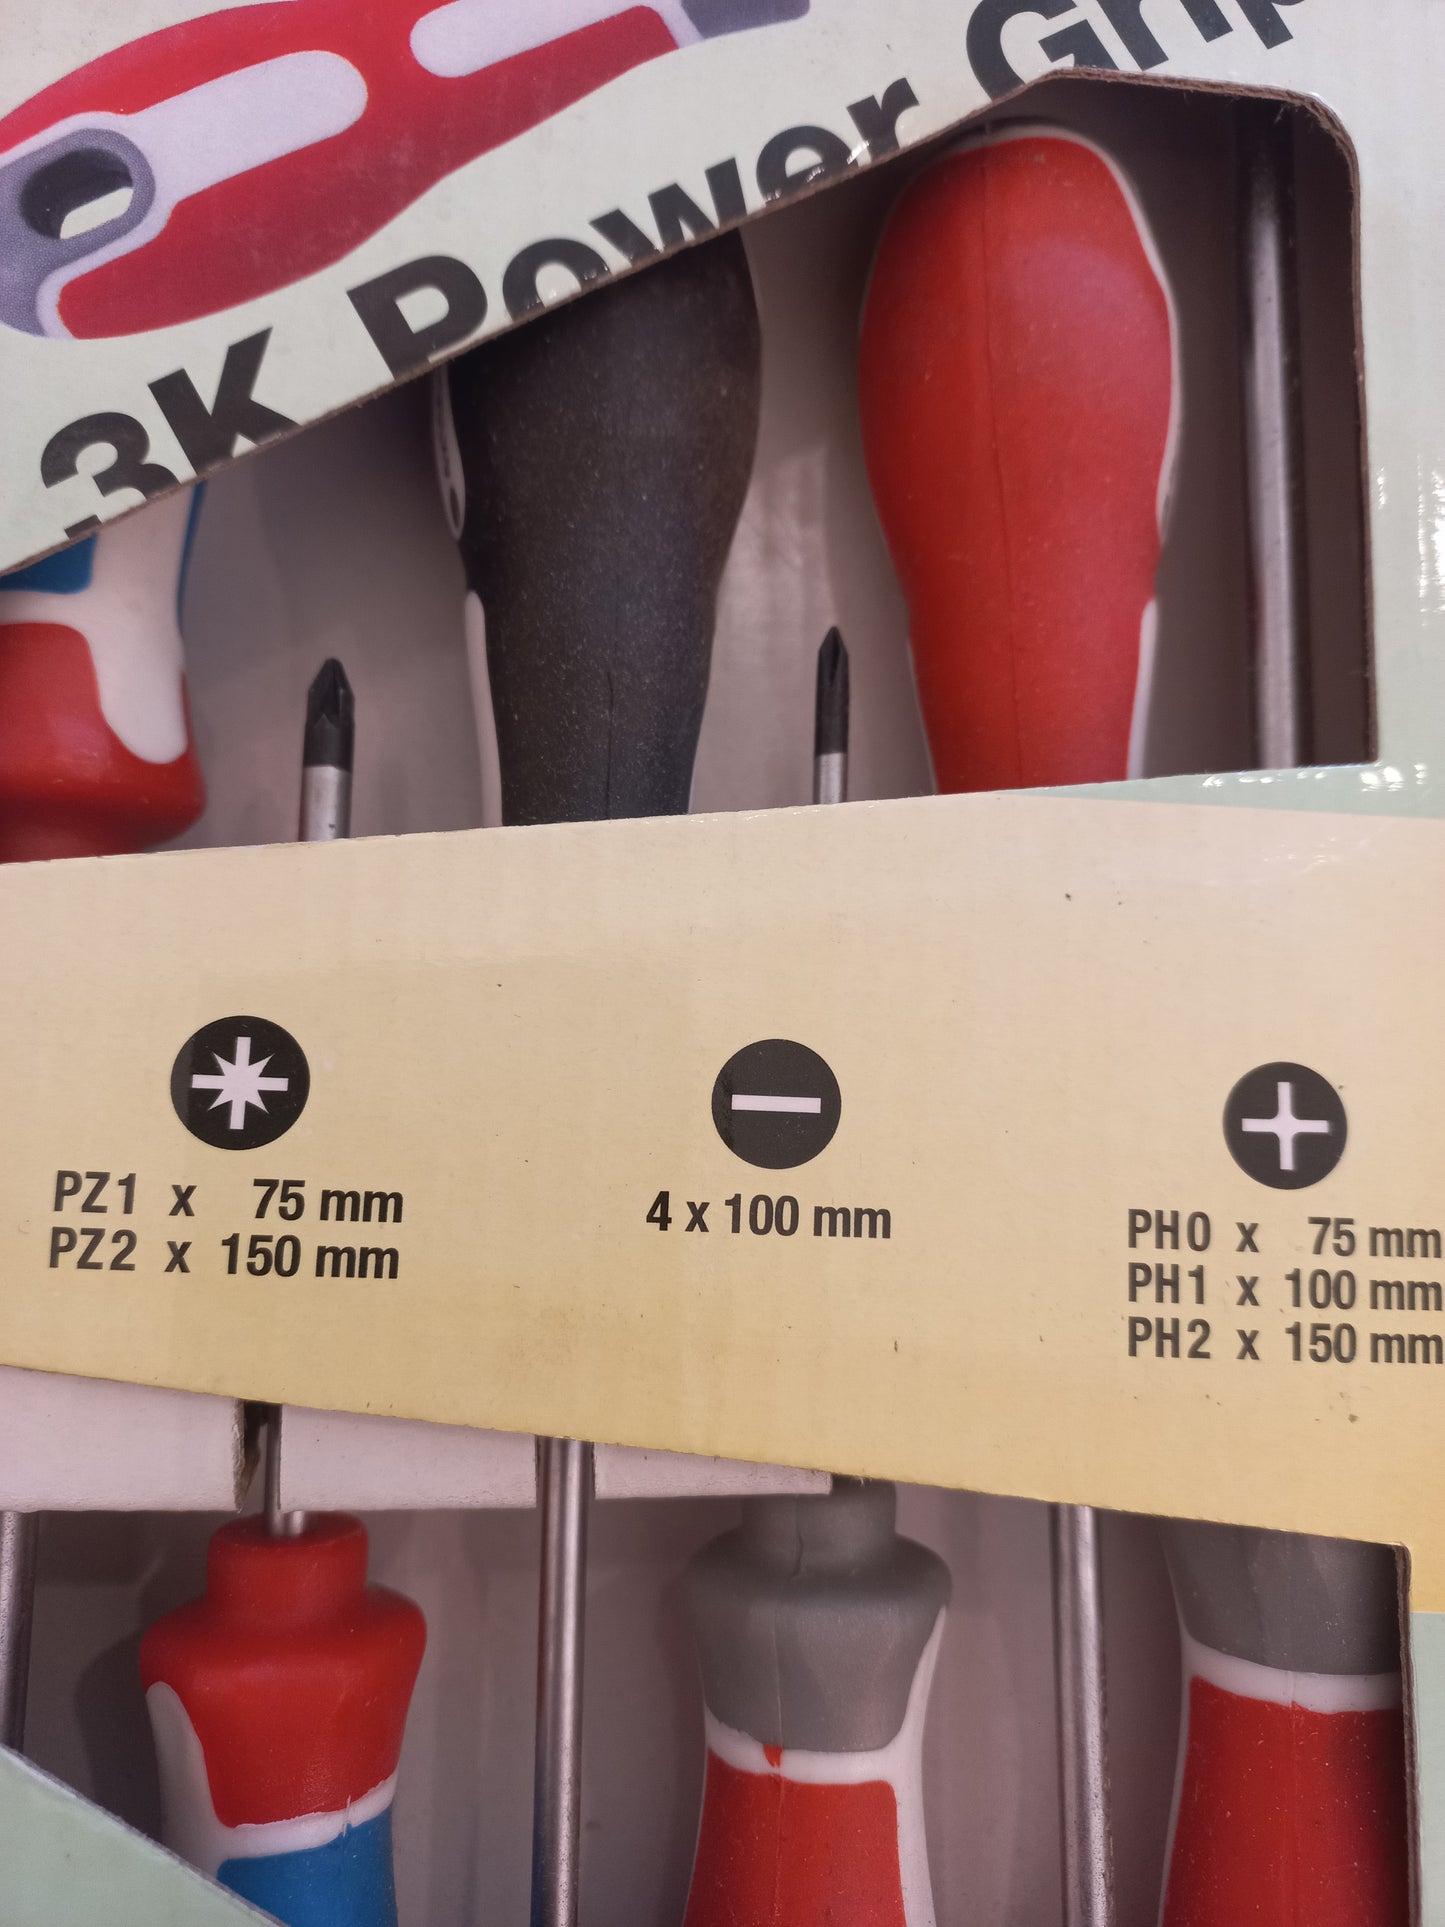 3K Power Grip
PZ1 x 75 mm
PZ2 x 150 mm
4 x 100 mm
PH0 x 75 mm
PH1 x 100 mm
PH2 x 150 mm